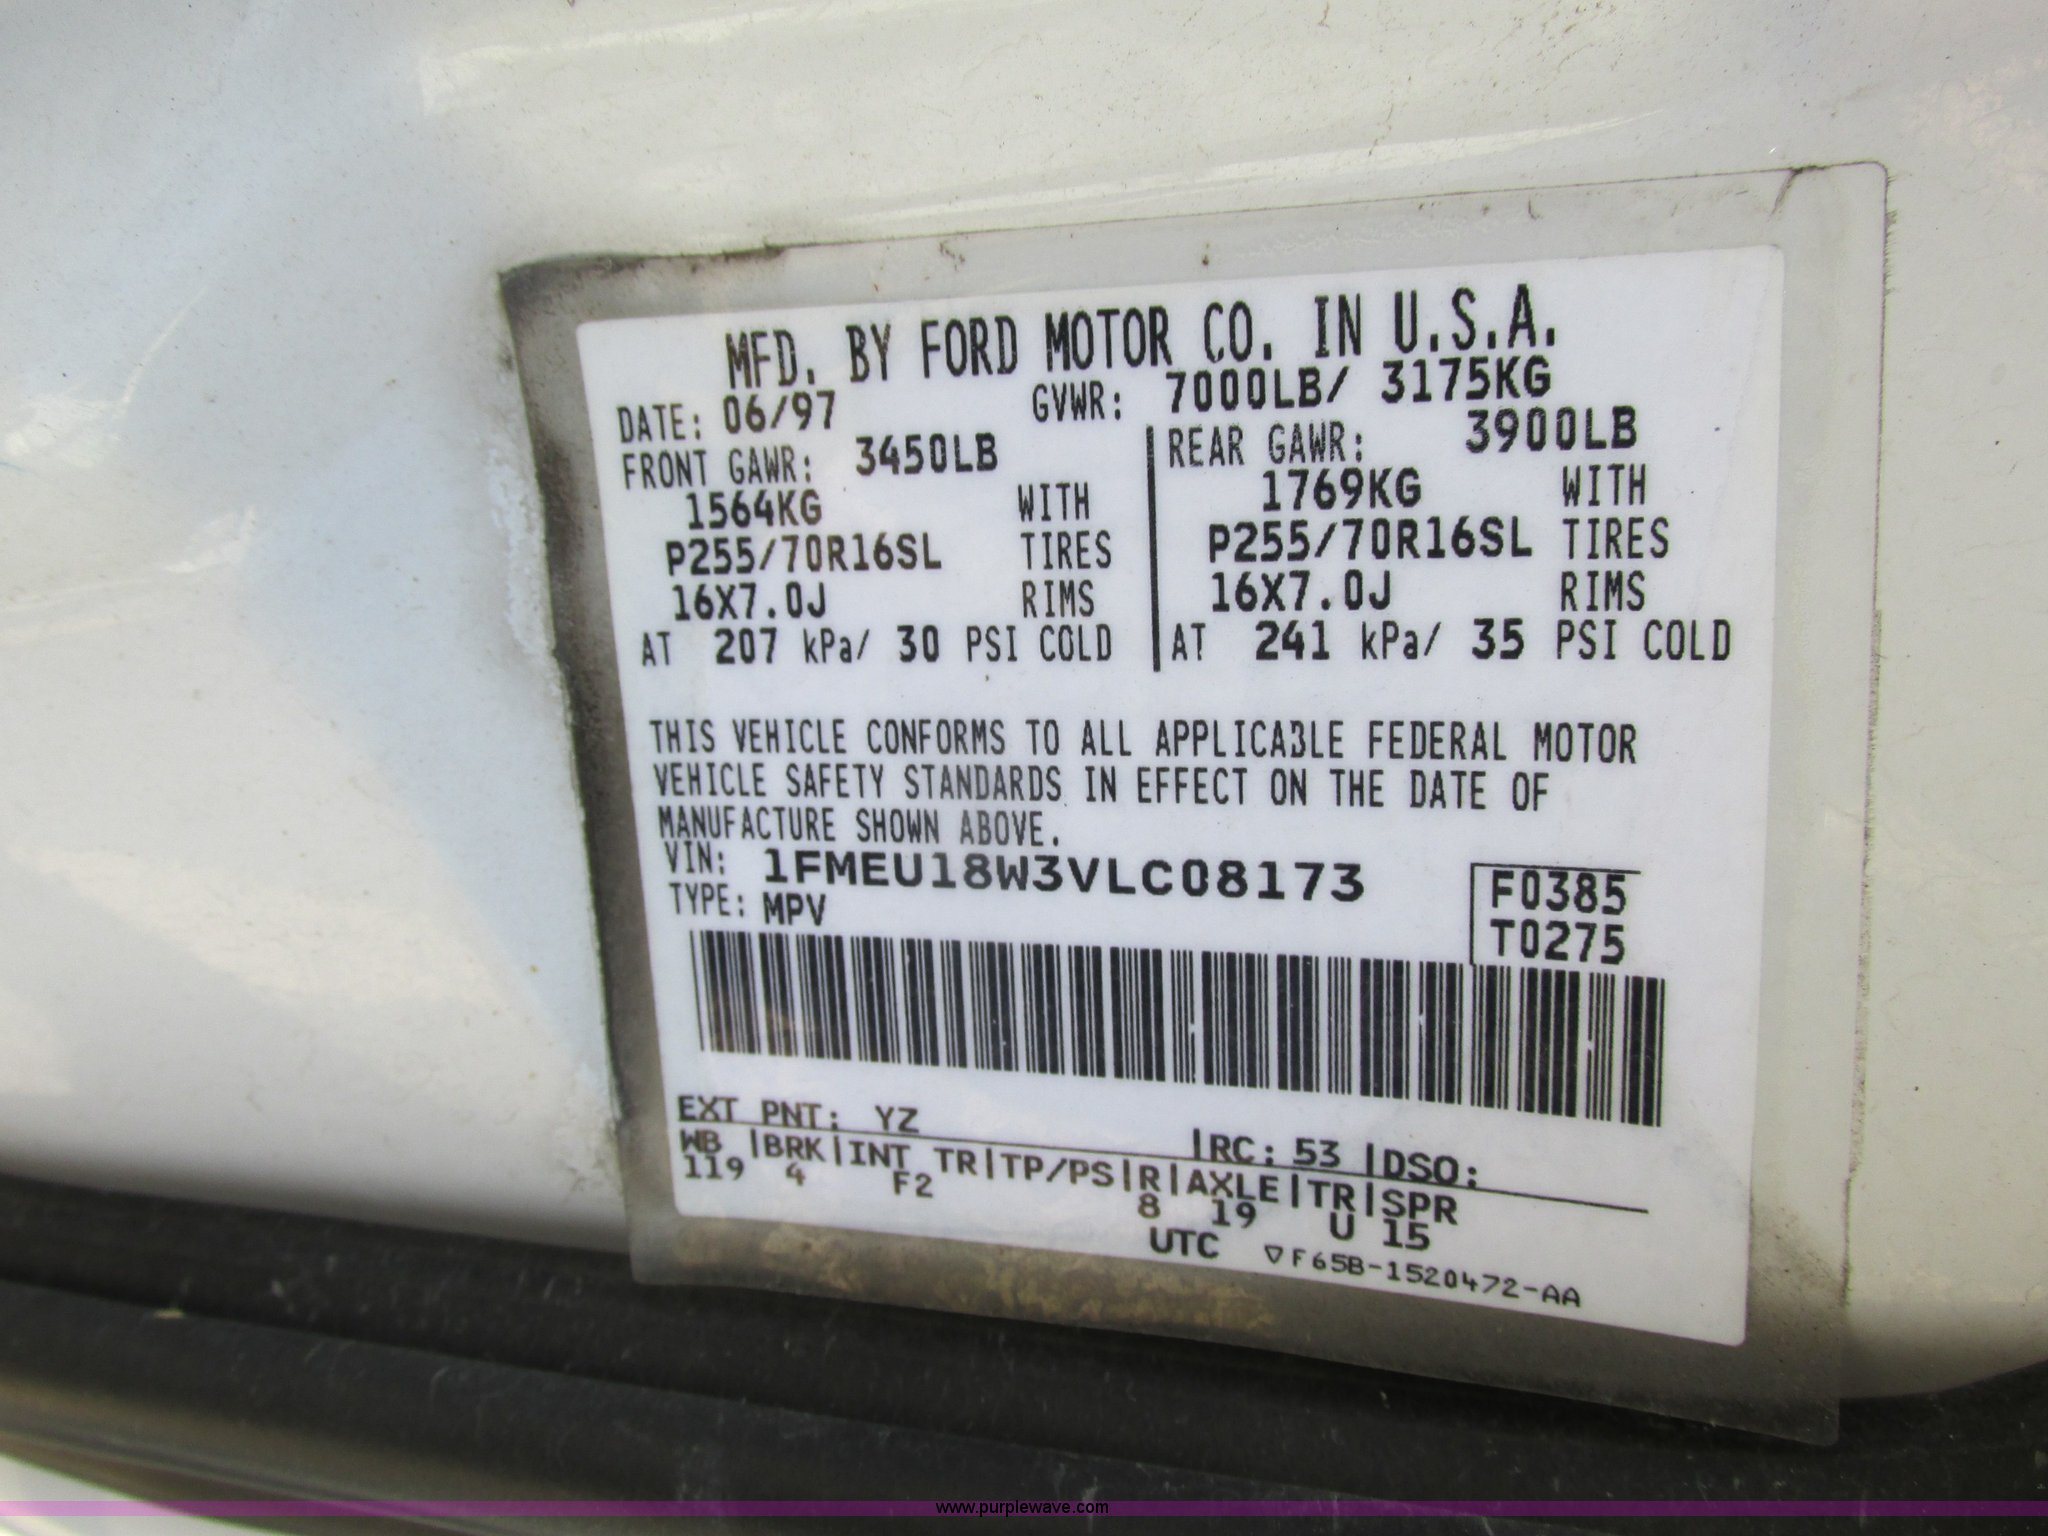 MFD. BY FORD MOTOR CO. IN U.S.A.
DATE: 06/97 GVWR: 7000LB/ 3175KG
FRONT GAWR: 3450LB REAR GAWR: 3900LB
1564KG WITH 1769KG WITH
P255/70R16SL TIRES P255/70R16SL TIRES
16X7.0J RIMS 16X7.0J RIMS
AT 207 kPa/ 30 PSI COLD AT 241 kPa/ 35 PSI COLD
THIS VEHICLE CONFORMS TO ALL APPLICABLE FEDERAL MOTOR
VEHICLE SAFETY STANDARDS IN EFFECT ON THE DATE OF
MANUFACTURE SHOWN ABOVE.
VIN: 1FMEU18W3VLC08173 F0385
TYPE: MPV T0275
EXT PNT: YZ |RC: 53 |DSO:
WB |BRK|INT TR|TP/PS|R|AXLE|TR|SPR
119 4 F2 8 19 U 15
UTC ▽F65B-1520472-AA
www.purplewave.com